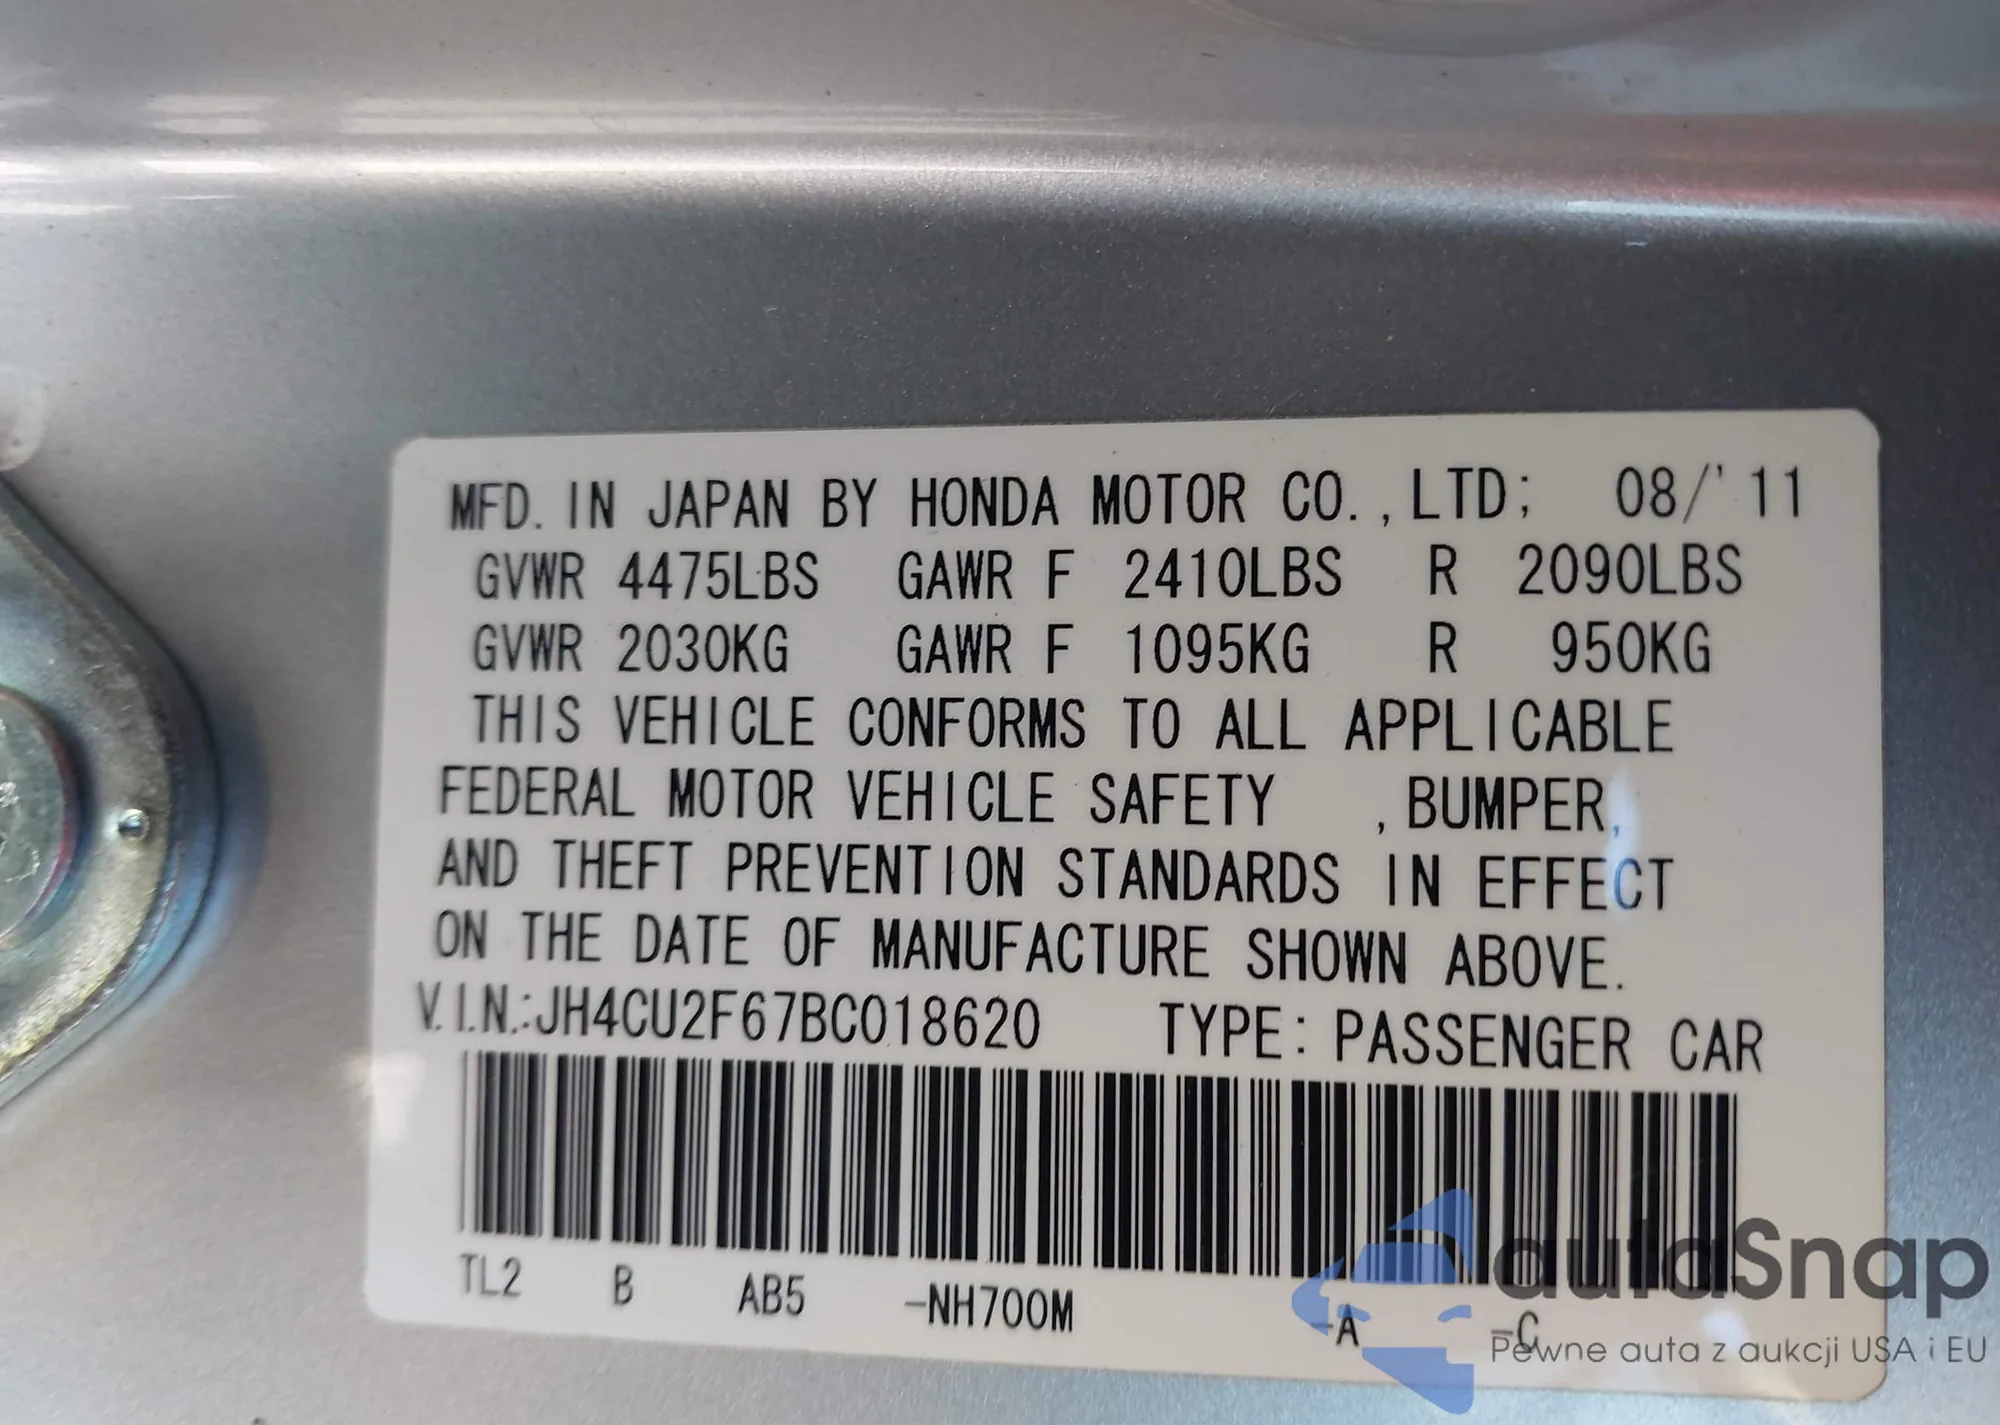 MFD. IN JAPAN BY HONDA MOTOR CO., LTD; 08/'11
GVWR 4475LBS GAWR F 2410LBS R 2090LBS
GVWR 2030KG GAWR F 1095KG R 950KG
THIS VEHICLE CONFORMS TO ALL APPLICABLE
FEDERAL MOTOR VEHICLE SAFETY , BUMPER,
AND THEFT PREVENTION STANDARDS IN EFFECT
ON THE DATE OF MANUFACTURE SHOWN ABOVE.
V.I.N.:JH4CU2F67BC018620 TYPE: PASSENGER CAR
TL2 B AB5 -NH700M -A -C
autaSnap
Pewne auta z aukcji USA i EU